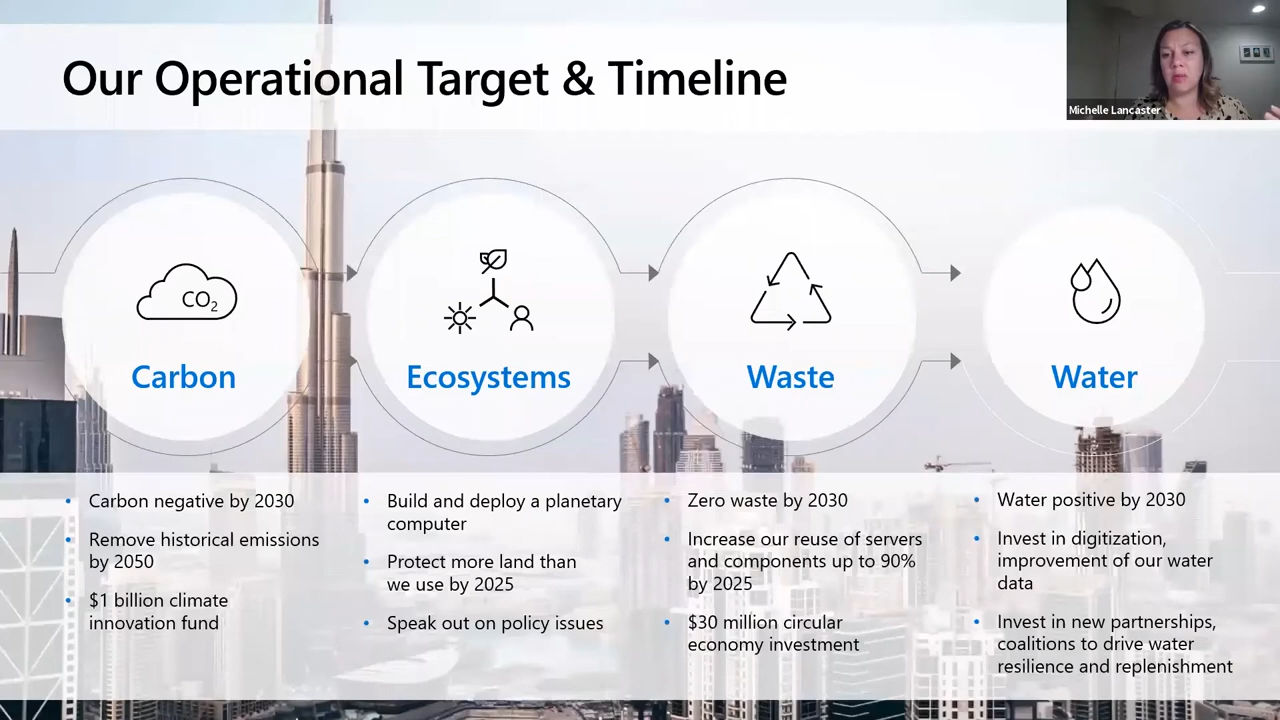 Our Operational Target & Timeline
Michelle Lancaster
CO2
Carbon
Ecosystems
Waste
Water
• Carbon negative by 2030
• Remove historical emissions
by 2050
• $1 billion climate
innovation fund
• Build and deploy a planetary
computer
• Protect more land than
we use by 2025
• Speak out on policy issues
• Zero waste by 2030
• Increase our reuse of servers
and components up to 90%
by 2025
• $30 million circular
economy investment
• Water positive by 2030
• Invest in digitization,
improvement of our water
data
• Invest in new partnerships,
coalitions to drive water
resilience and replenishment